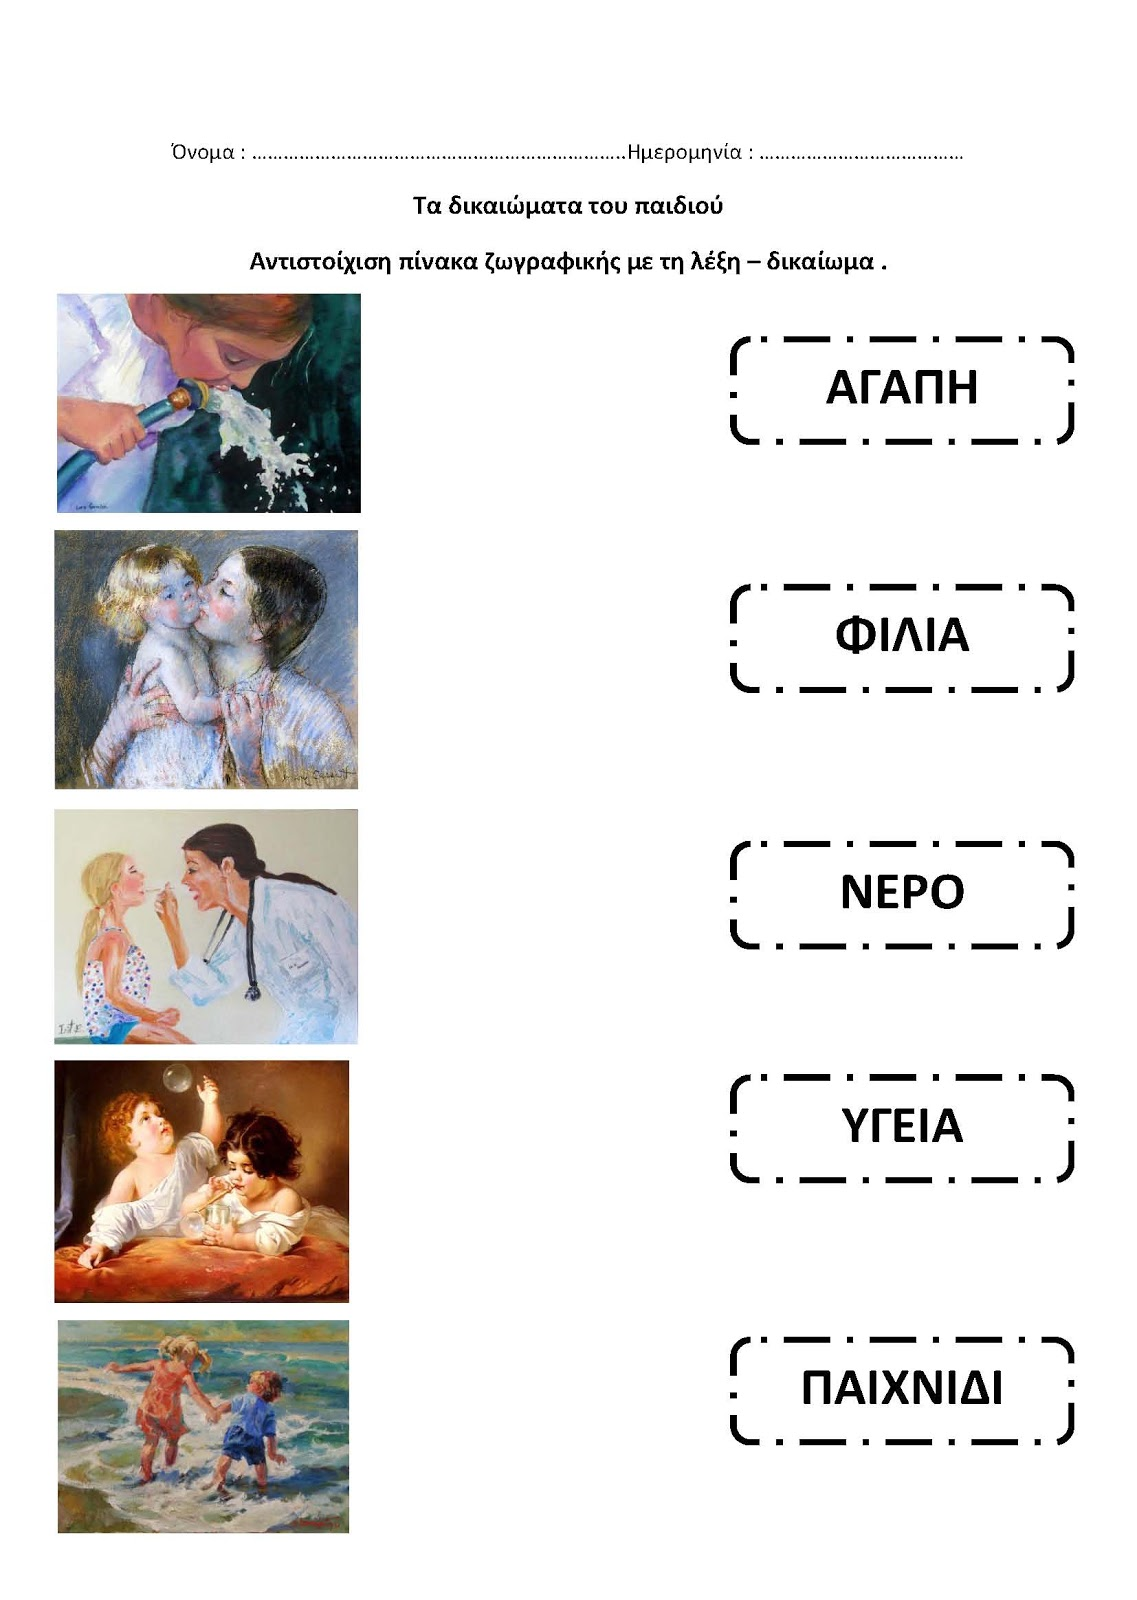 Όνομα : ……………………………………………………………..Ημερομηνία : …………………………………
Τα δικαιώματα του παιδιού
Αντιστοίχιση πίνακα ζωγραφικής με τη λέξη – δικαίωμα .
ΑΓΑΠΗ
ΦΙΛΙΑ
ΝΕΡΟ
ΥΓΕΙΑ
ΠΑΙΧΝΙΔΙ